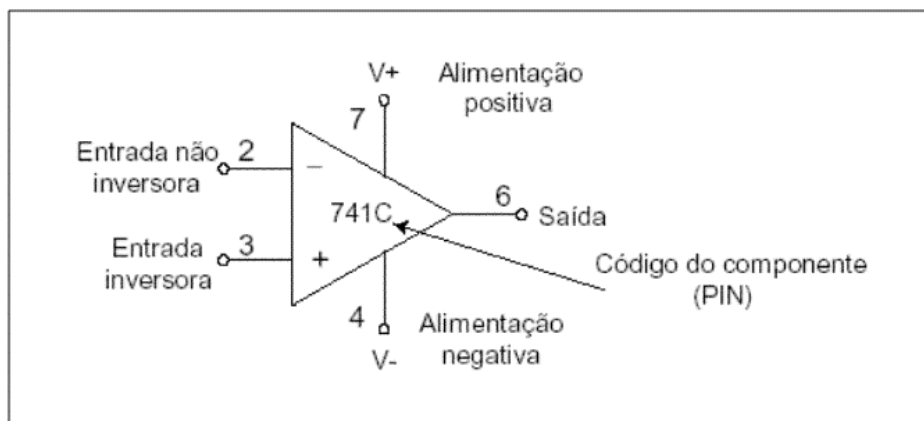 V+
Alimentação
positiva
7
Entrada não
inversora
2
−
741C
6
Saída
Entrada
inversora
3
+
Código do componente
(PIN)
4
V-
Alimentação
negativa